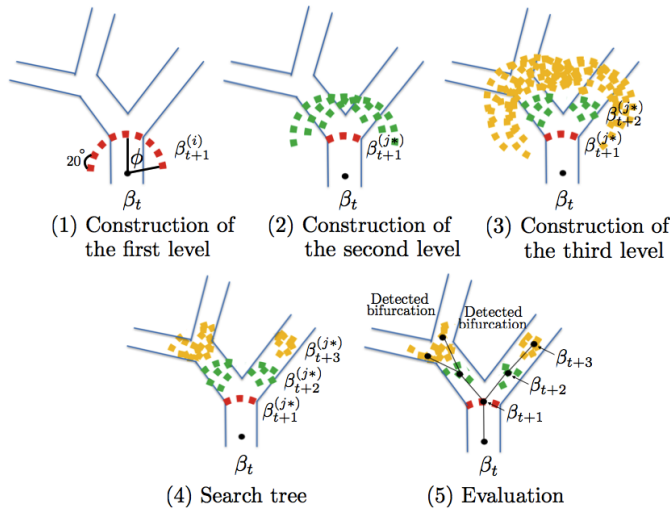 20°
ϕ
β_{t+1}^{(i)}
β_t
(1) Construction of
the first level
β_{t+1}^{(j*)}
β_t
(2) Construction of
the second level
β_{t+2}^{(j*)}
β_{t+1}^{(j*)}
β_t
(3) Construction of
the third level
β_{t+3}^{(j*)}
β_{t+2}^{(j*)}
β_{t+1}^{(j*)}
β_t
(4) Search tree
Detected
bifurcation
Detected
bifurcation
β_{t+3}
β_{t+2}
β_{t+1}
β_t
(5) Evaluation